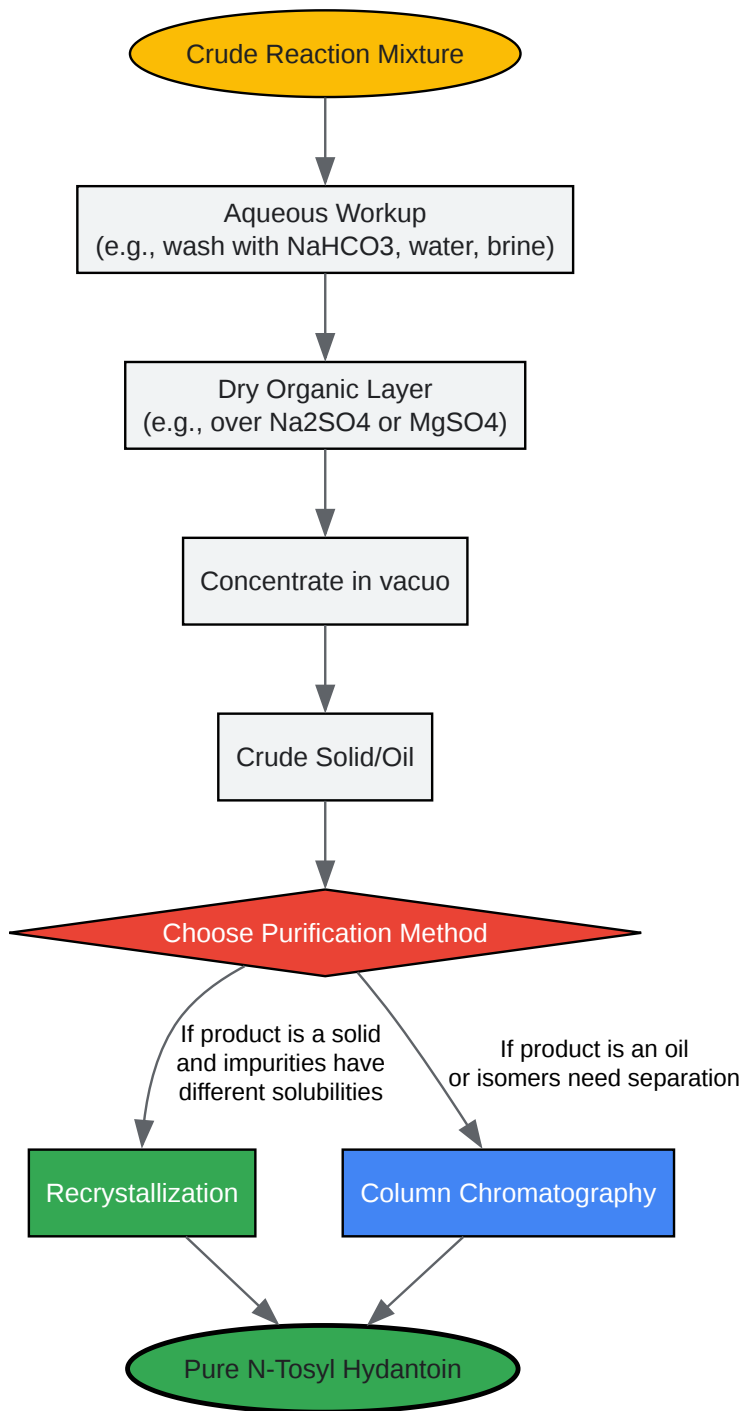 Crude Reaction Mixture
Aqueous Workup
(e.g., wash with NaHCO3, water, brine)
Dry Organic Layer
(e.g., over Na2SO4 or MgSO4)
Concentrate in vacuo
Crude Solid/Oil
Choose Purification Method
If product is a solid
and impurities have
different solubilities
If product is an oil
or isomers need separation
Recrystallization
Column Chromatography
Pure N-Tosyl Hydantoin